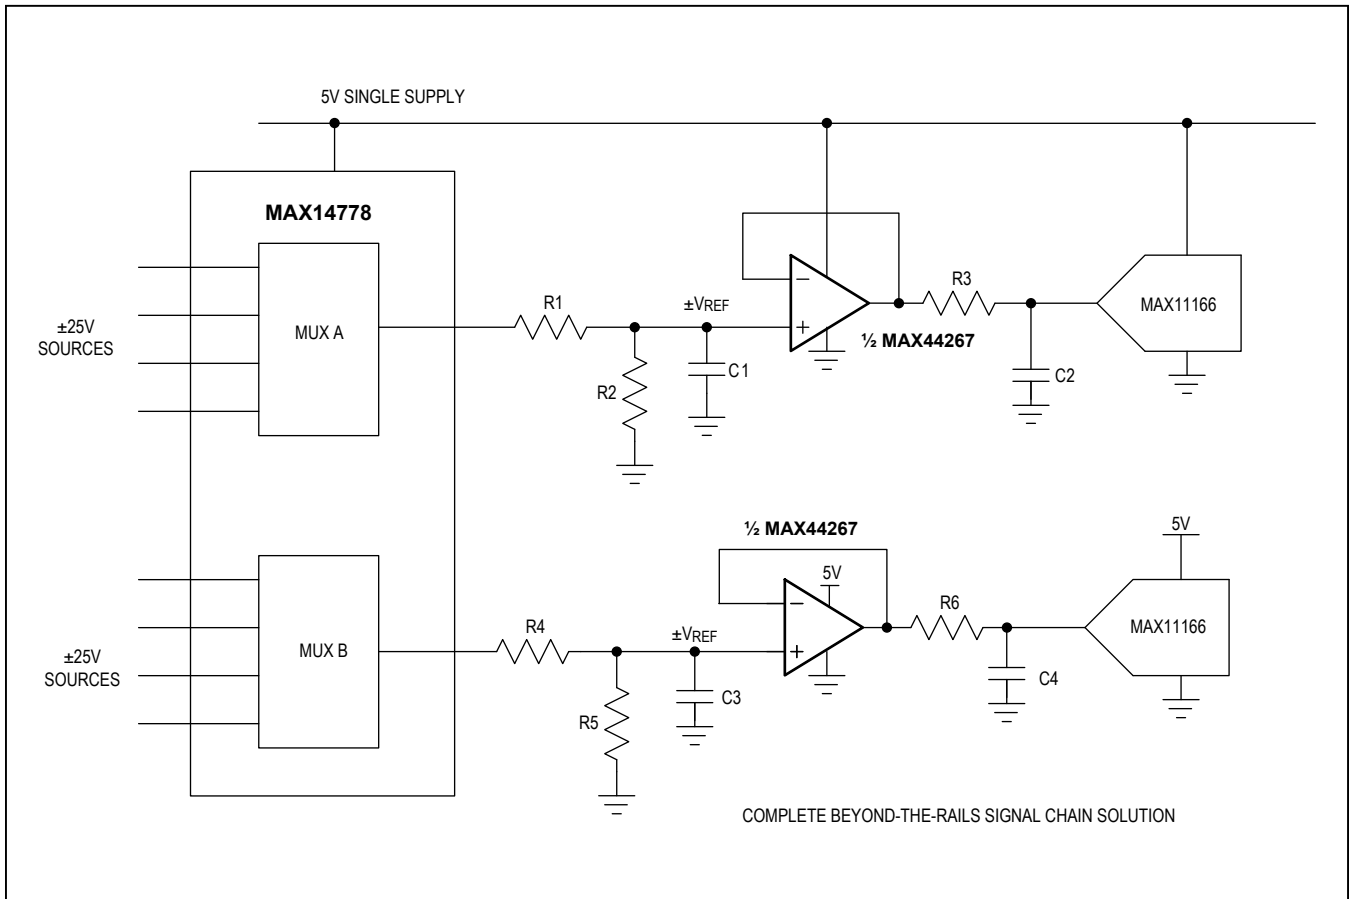 5V SINGLE SUPPLY
MAX14778
MUX A
±25V
SOURCES
R1
R2
±VREF
C1
½ MAX44267
R3
C2
MAX11166
MUX B
±25V
SOURCES
R4
R5
±VREF
C3
½ MAX44267
5V
R6
C4
5V
MAX11166
COMPLETE BEYOND-THE-RAILS SIGNAL CHAIN SOLUTION